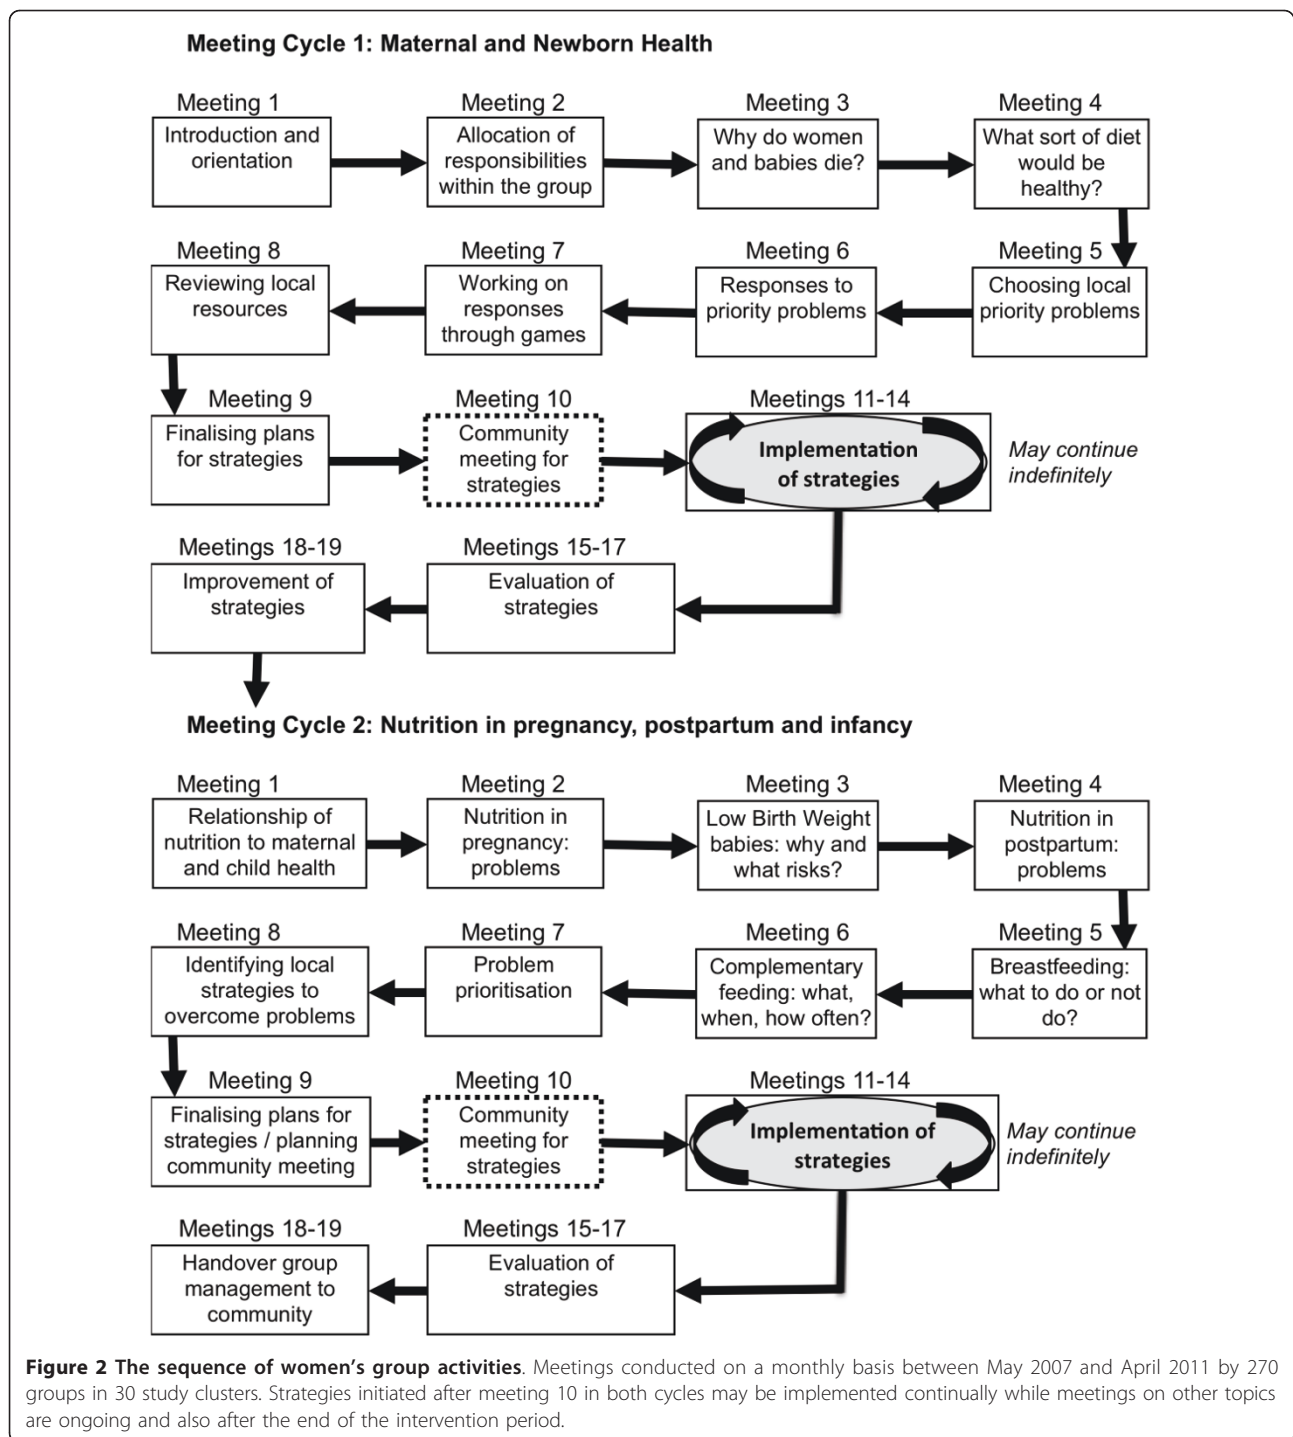 Meeting Cycle 1: Maternal and Newborn Health
Meeting 1
Introduction and
orientation
Meeting 2
Allocation of
responsibilities
within the group
Meeting 3
Why do women
and babies die?
Meeting 4
What sort of diet
would be
healthy?
Meeting 5
Choosing local
priority problems
Meeting 6
Responses to
priority problems
Meeting 7
Working on
responses
through games
Meeting 8
Reviewing local
resources
Meeting 9
Finalising plans
for strategies
Meeting 10
Community
meeting for
strategies
Meetings 11-14
Implementation
of strategies
May continue
indefinitely
Meetings 15-17
Evaluation of
strategies
Meetings 18-19
Improvement of
strategies
Meeting Cycle 2: Nutrition in pregnancy, postpartum and infancy
Meeting 1
Relationship of
nutrition to maternal
and child health
Meeting 2
Nutrition in
pregnancy:
problems
Meeting 3
Low Birth Weight
babies: why and
what risks?
Meeting 4
Nutrition in
postpartum:
problems
Meeting 5
Breastfeeding:
what to do or not
do?
Meeting 6
Complementary
feeding: what,
when, how often?
Meeting 7
Problem
prioritisation
Meeting 8
Identifying local
strategies to
overcome problems
Meeting 9
Finalising plans for
strategies / planning
community meeting
Meeting 10
Community
meeting for
strategies
Meetings 11-14
Implementation of
strategies
May continue
indefinitely
Meetings 15-17
Evaluation of
strategies
Meetings 18-19
Handover group
management to
community
Figure 2 The sequence of women's group activities. Meetings conducted on a monthly basis between May 2007 and April 2011 by 270
groups in 30 study clusters. Strategies initiated after meeting 10 in both cycles may be implemented continually while meetings on other topics
are ongoing and also after the end of the intervention period.